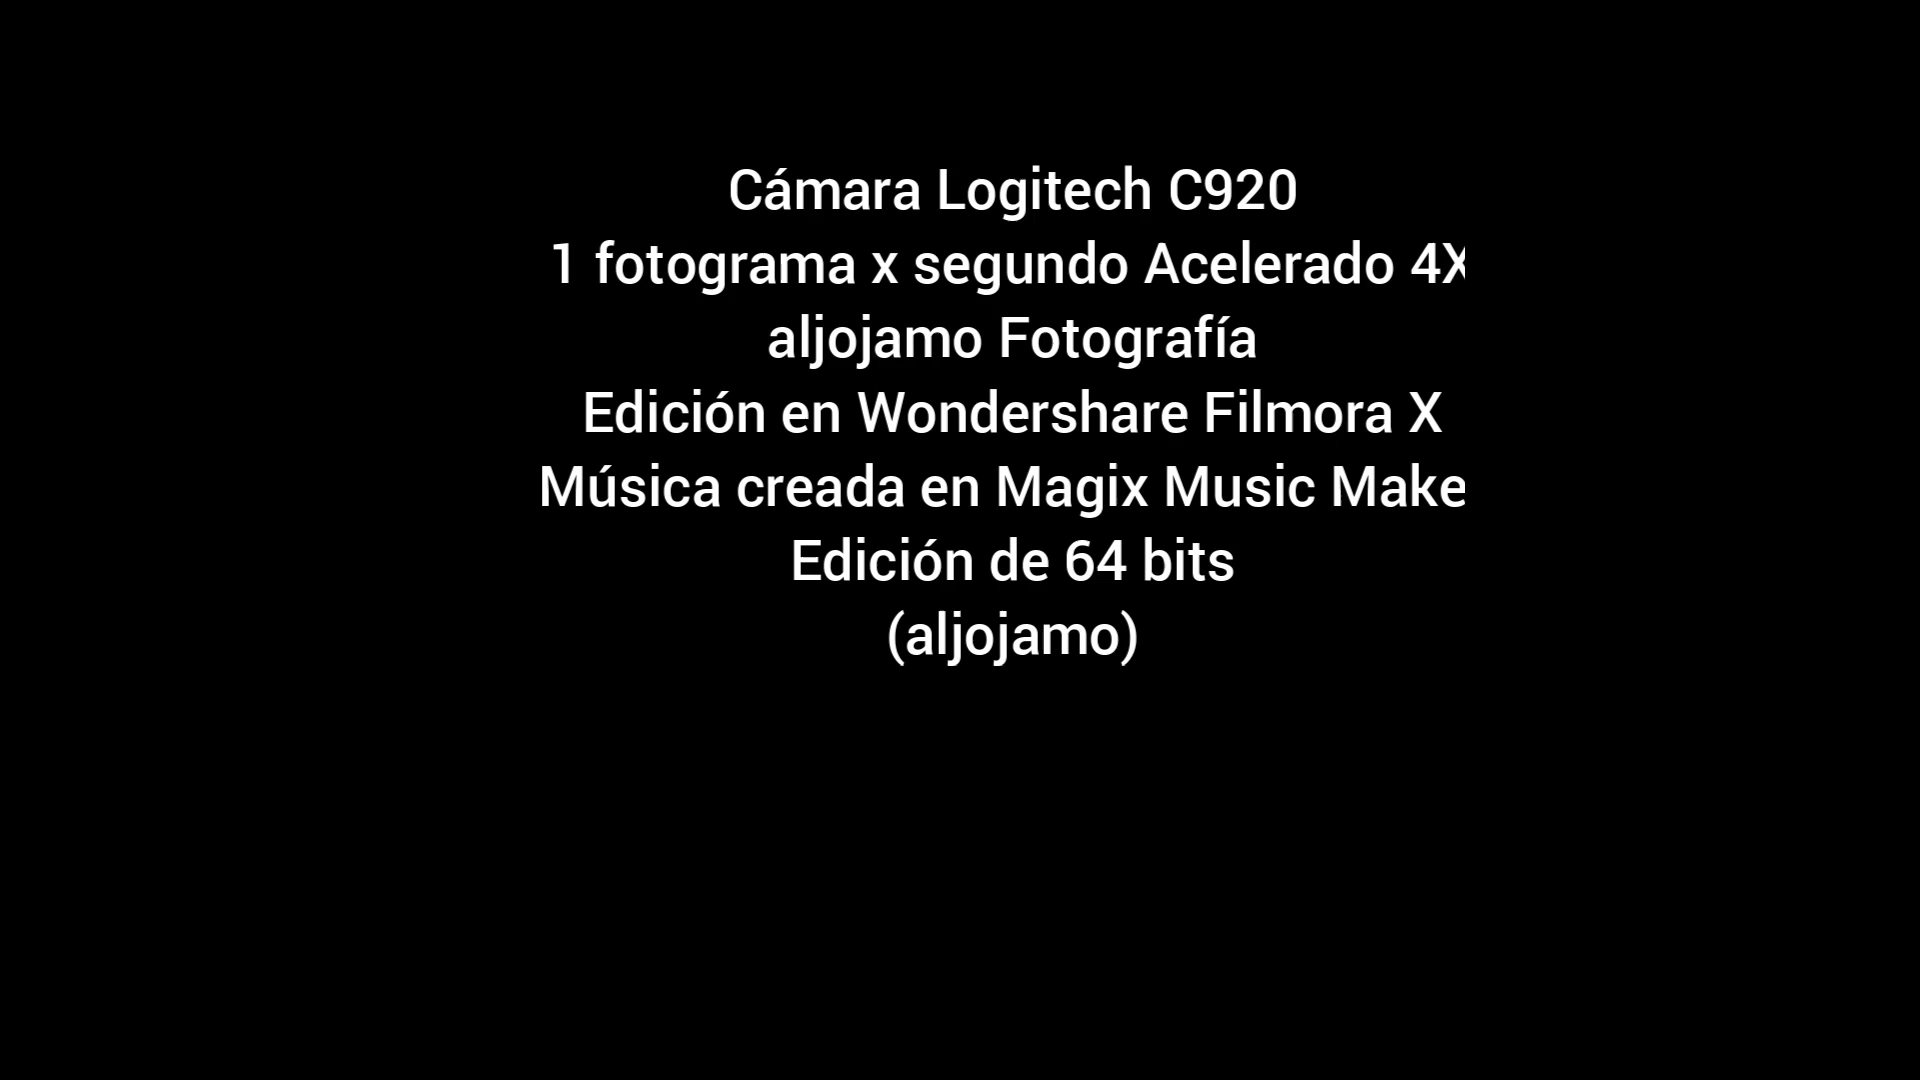 Cámara Logitech C920
1 fotograma x segundo Acelerado 4X
aljojamo Fotografía
Edición en Wondershare Filmora X
Música creada en Magix Music Make
Edición de 64 bits
(aljojamo)